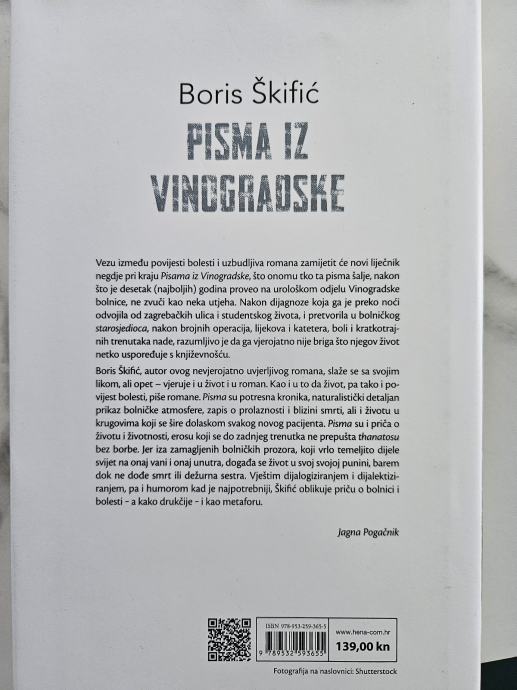 Boris Škifić
PISMA IZ
VINOGRADSKE
Vezu između povijesti bolesti i uzbudljiva romana zamijetit će novi liječnik
negdje pri kraju Pisama iz Vinogradske, što onomu tko ta pisma šalje, nakon
što je desetak (najboljih) godina proveo na urološkom odjelu Vinogradske
bolnice, ne zvuči kao neka utjeha. Nakon dijagnoze koja ga je preko noći
odvojila od zagrebačkih ulica i studentskog života, i pretvorila u bolničkog
starosjedioca, nakon brojnih operacija, lijekova i katetera, boli i kratkotraj-
nih trenutaka nade, razumljivo je da ga vjerojatno nije briga što njegov život
netko uspoređuje s književnošću.
Boris Škifić, autor ovog nevjerojatno uvjerljivog romana, slaže se sa svojim
likom, ali opet – vjeruje i u život i u roman. Kao i u to da život, pa tako i po-
vijest bolesti, piše romane. Pisma su potresna kronika, naturalistički detaljan
prikaz bolničke atmosfere, zapis o prolaznosti i blizini smrti, ali i životu u
krugovima koji se šire dolaskom svakog novog pacijenta. Pisma su i priča o
životu i životnosti, erosu koji se do zadnjeg trenutka ne prepušta thanatosu
bez borbe. Jer iza zamagljenih bolničkih prozora, koji vrlo temeljito dijele
svijet na onaj vani i onaj unutra, događa se život u svoj svojoj punini, barem
dok ne dođe smrt ili dežurna sestra. Vještim dijalogiziranjem i dijalektizi-
ranjem, pa i humorom kad je najpotrebniji, Škifić oblikuje priču o bolnici i
bolesti – a kako drukčije – i kao metaforu.
Jagna Pogačnik
ISBN 978-953-259-365-5
9 789532 593655
www.hena-com.hr
139,00 kn
Fotografija na naslovnici: Shutterstock